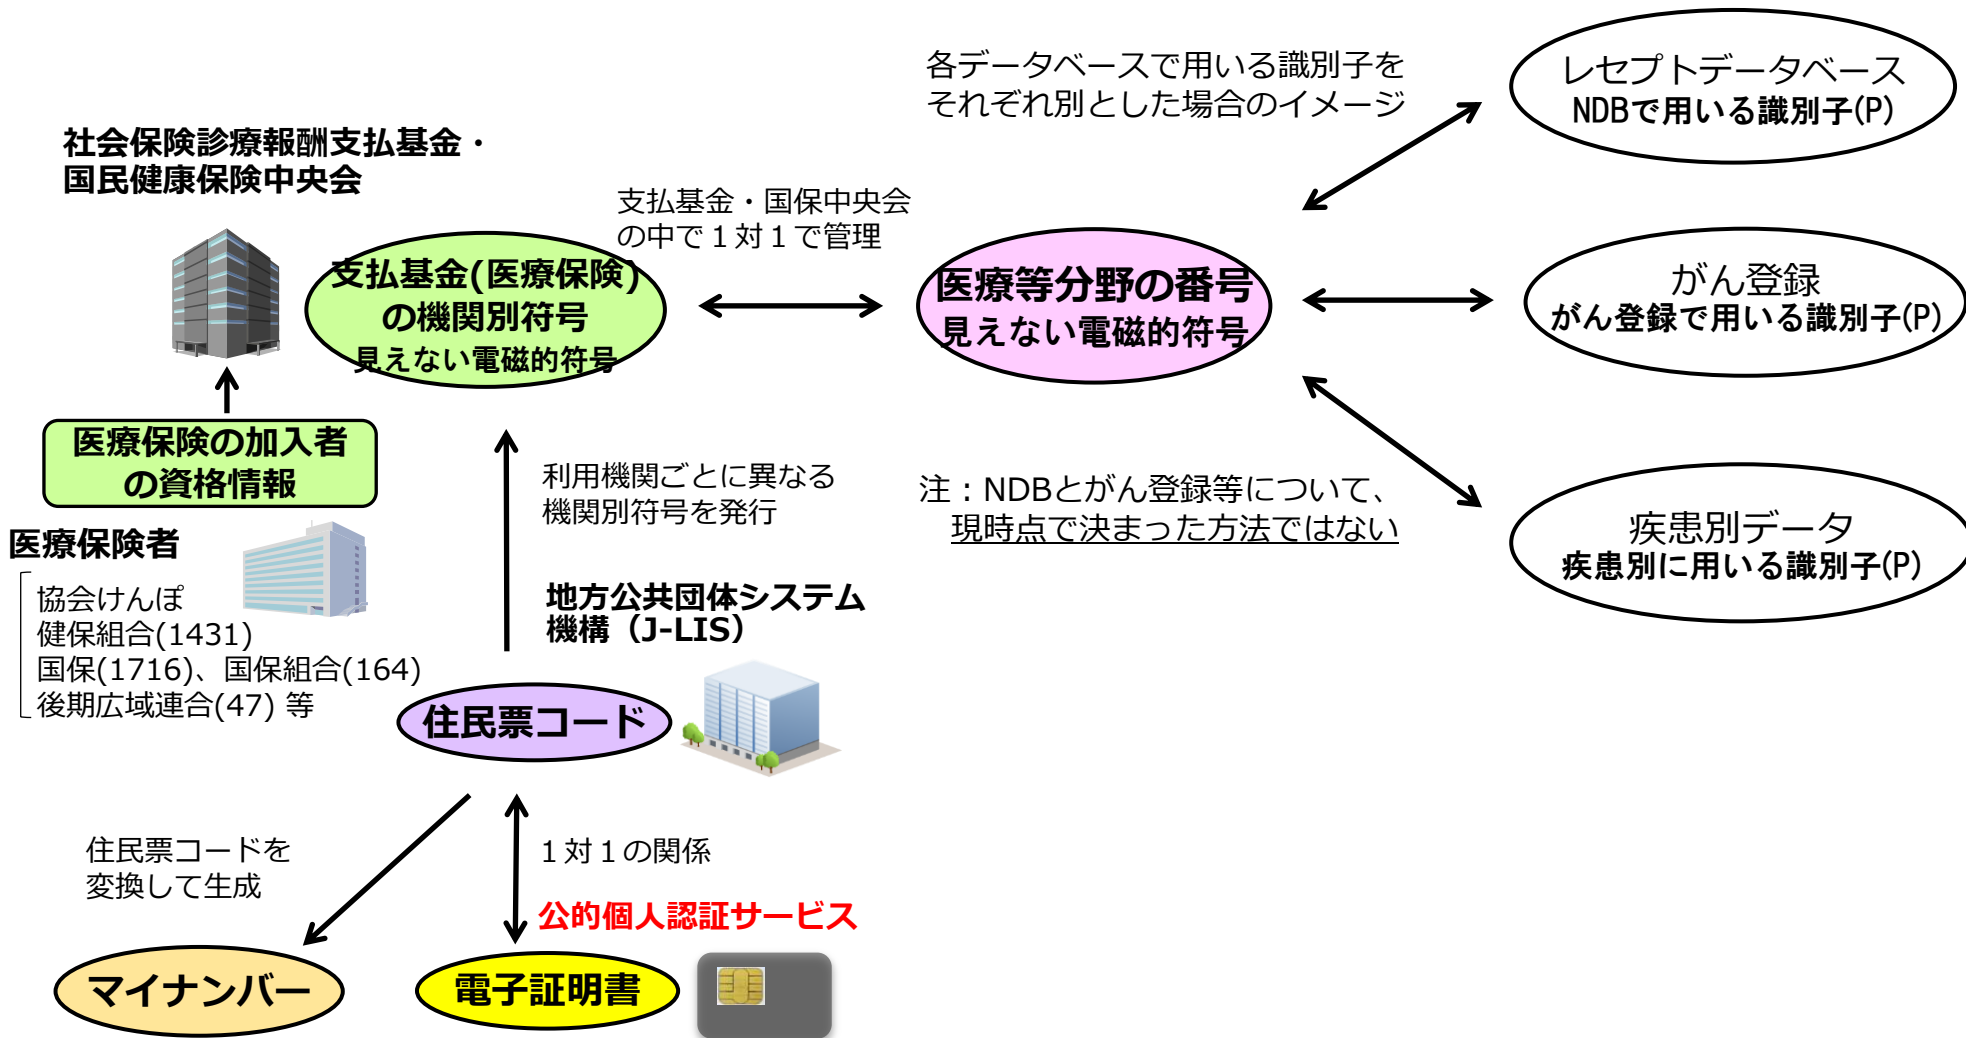 各データベースで用いる識別子を
それぞれ別とした場合のイメージ
レセプトデータベース
NDBで用いる識別子(P)
社会保険診療報酬支払基金・
国民健康保険中央会
支払基金・国保中央会
の中で１対１で管理
支払基金(医療保険)
の機関別符号
見えない電磁的符号
医療等分野の番号
見えない電磁的符号
がん登録
がん登録で用いる識別子(P)
医療保険の加入者
の資格情報
利用機関ごとに異なる
機関別符号を発行
注：NDBとがん登録等について、
現時点で決まった方法ではない
疾患別データ
疾患別に用いる識別子(P)
医療保険者
協会けんぽ
健保組合(1431)
国保(1716)、国保組合(164)
後期広域連合(47) 等
地方公共団体システム
機構（J-LIS）
住民票コード
住民票コードを
変換して生成
１対１の関係
公的個人認証サービス
マイナンバー
電子証明書